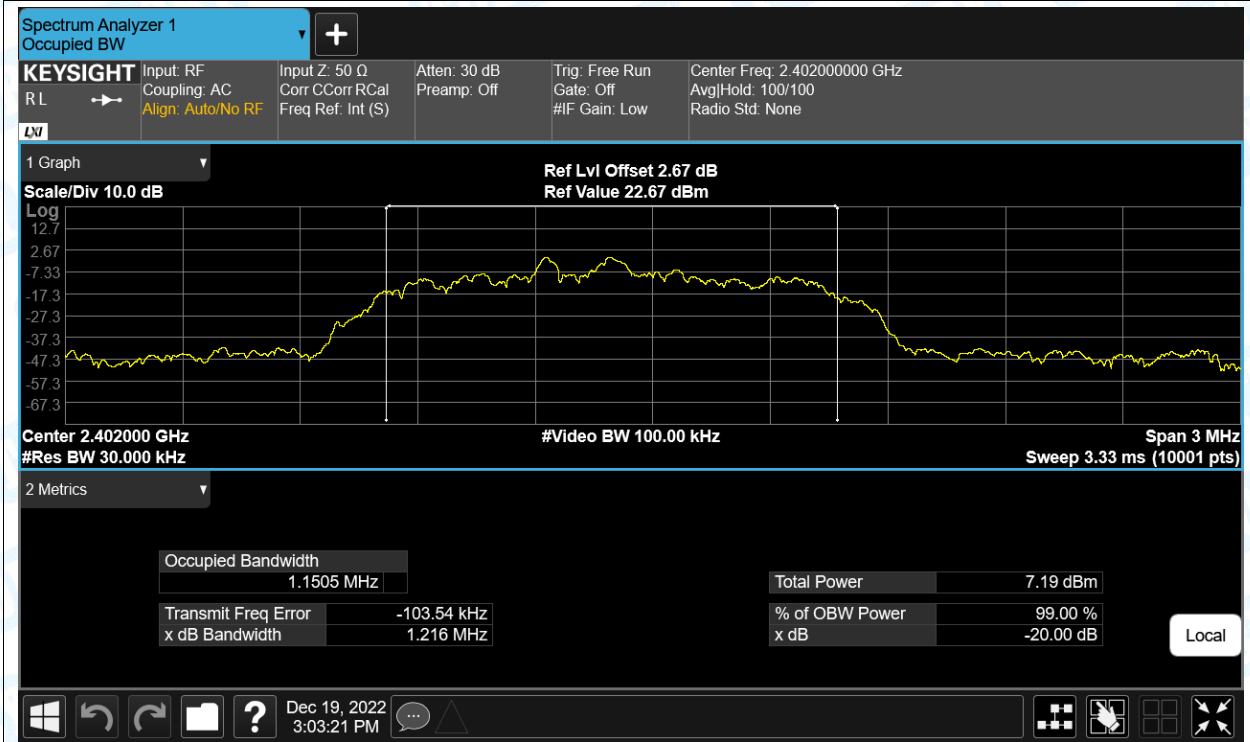 Spectrum Analyzer 1
Occupied BW
KEYSIGHT
R L
LXI
Input: RF
Coupling: AC
Align: Auto/No RF
Input Z: 50 Ω
Corr CCorr RCal
Freq Ref: Int (S)
Atten: 30 dB
Preamp: Off
Trig: Free Run
Gate: Off
#IF Gain: Low
Center Freq: 2.402000000 GHz
Avg|Hold: 100/100
Radio Std: None
1 Graph
Scale/Div 10.0 dB
Ref Lvl Offset 2.67 dB
Ref Value 22.67 dBm
Log
12.7
2.67
-7.33
-17.3
-27.3
-37.3
-47.3
-57.3
-67.3
Center 2.402000 GHz
#Res BW 30.000 kHz
#Video BW 100.00 kHz
Span 3 MHz
Sweep 3.33 ms (10001 pts)
2 Metrics
Occupied Bandwidth
1.1505 MHz
Transmit Freq Error -103.54 kHz
x dB Bandwidth 1.216 MHz
Total Power 7.19 dBm
% of OBW Power 99.00 %
x dB -20.00 dB
Local
?
Dec 19, 2022
3:03:21 PM